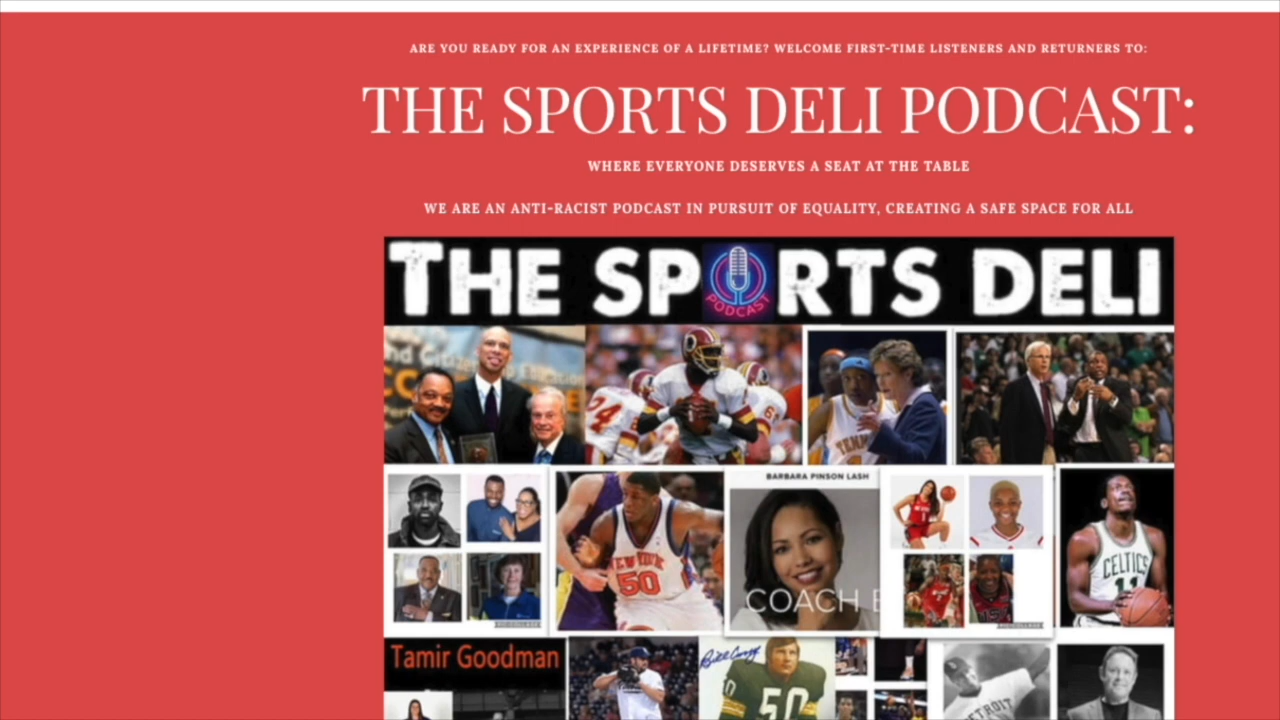 ARE YOU READY FOR AN EXPERIENCE OF A LIFETIME? WELCOME FIRST-TIME LISTENERS AND RETURNERS TO:
THE SPORTS DELI PODCAST:
WHERE EVERYONE DESERVES A SEAT AT THE TABLE
WE ARE AN ANTI-RACIST PODCAST IN PURSUIT OF EQUALITY, CREATING A SAFE SPACE FOR ALL
THE SPORTS DELI
PODCAST
BARBARA PINSON LASH
NEW YORK
50
CELTICS
11
COACH E
Tamir Goodman
Bill Curry
50
DETROIT